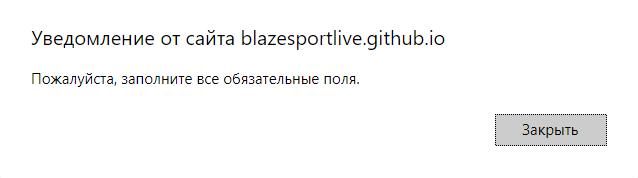 Уведомление от сайта blazesportlive.github.io
Пожалуйста, заполните все обязательные поля.
Закрыть